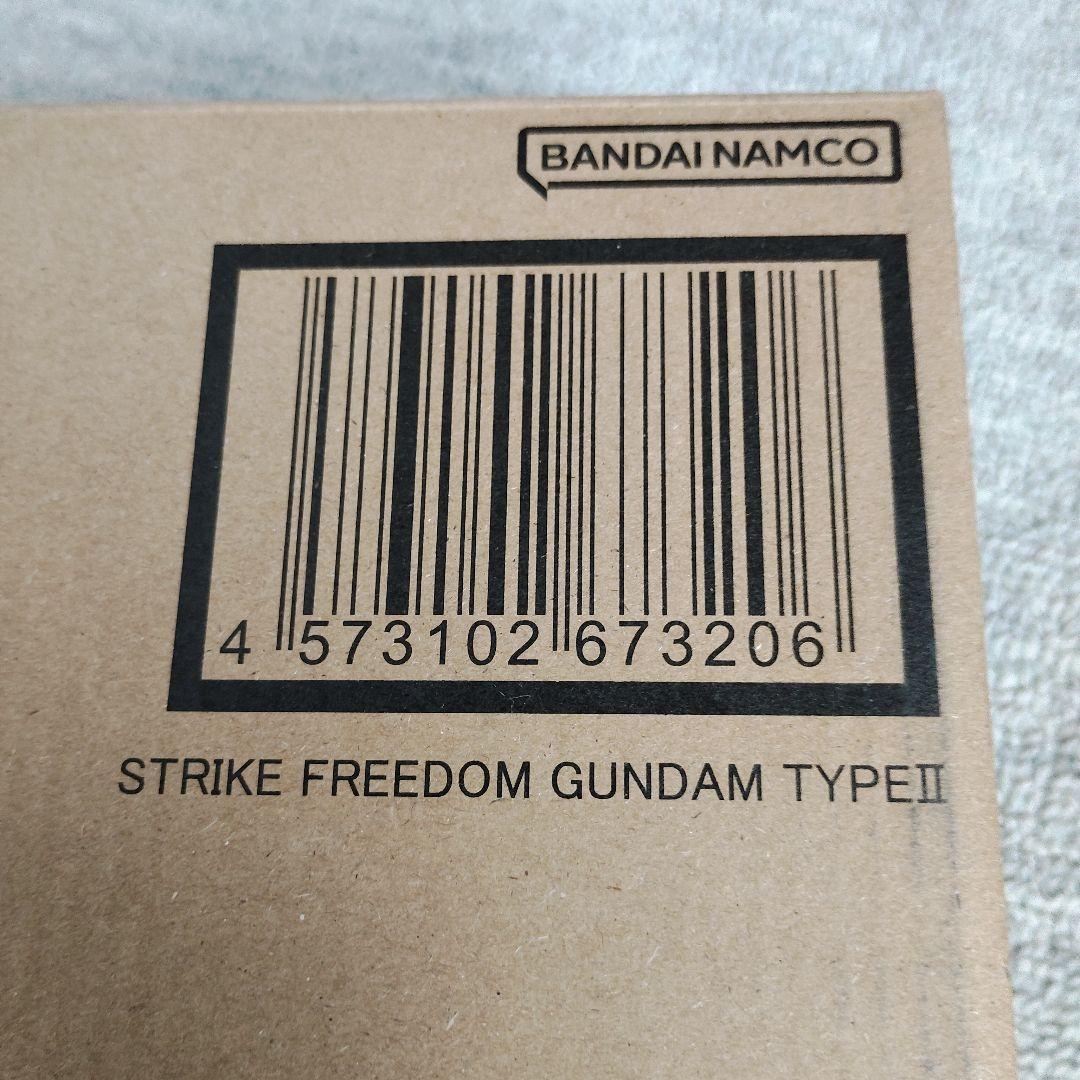 BANDAI NAMCO
4 573102 673206
STRIKE FREEDOM GUNDAM TYPEⅡ